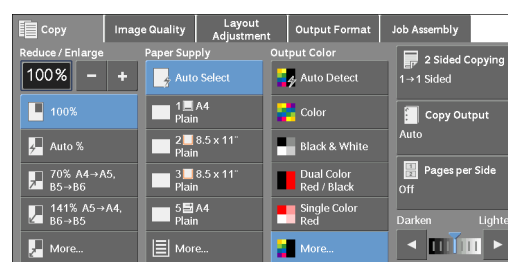 Copy
Image Quality
Layout
Adjustment
Output Format
Job Assembly
Reduce / Enlarge
100%
−
+
100%
Auto %
70% A4→A5,
B5→B6
141% A5→A4,
B6→B5
More...
Paper Supply
Auto Select
1 A4
Plain
2 8.5 x 11"
Plain
3 8.5 x 11"
Plain
5 A4
Plain
More...
Output Color
Auto Detect
Color
Black & White
Dual Color
Red / Black
Single Color
Red
More...
2 Sided Copying
1→1 Sided
Copy Output
Auto
Pages per Side
Off
Darken
Lighte